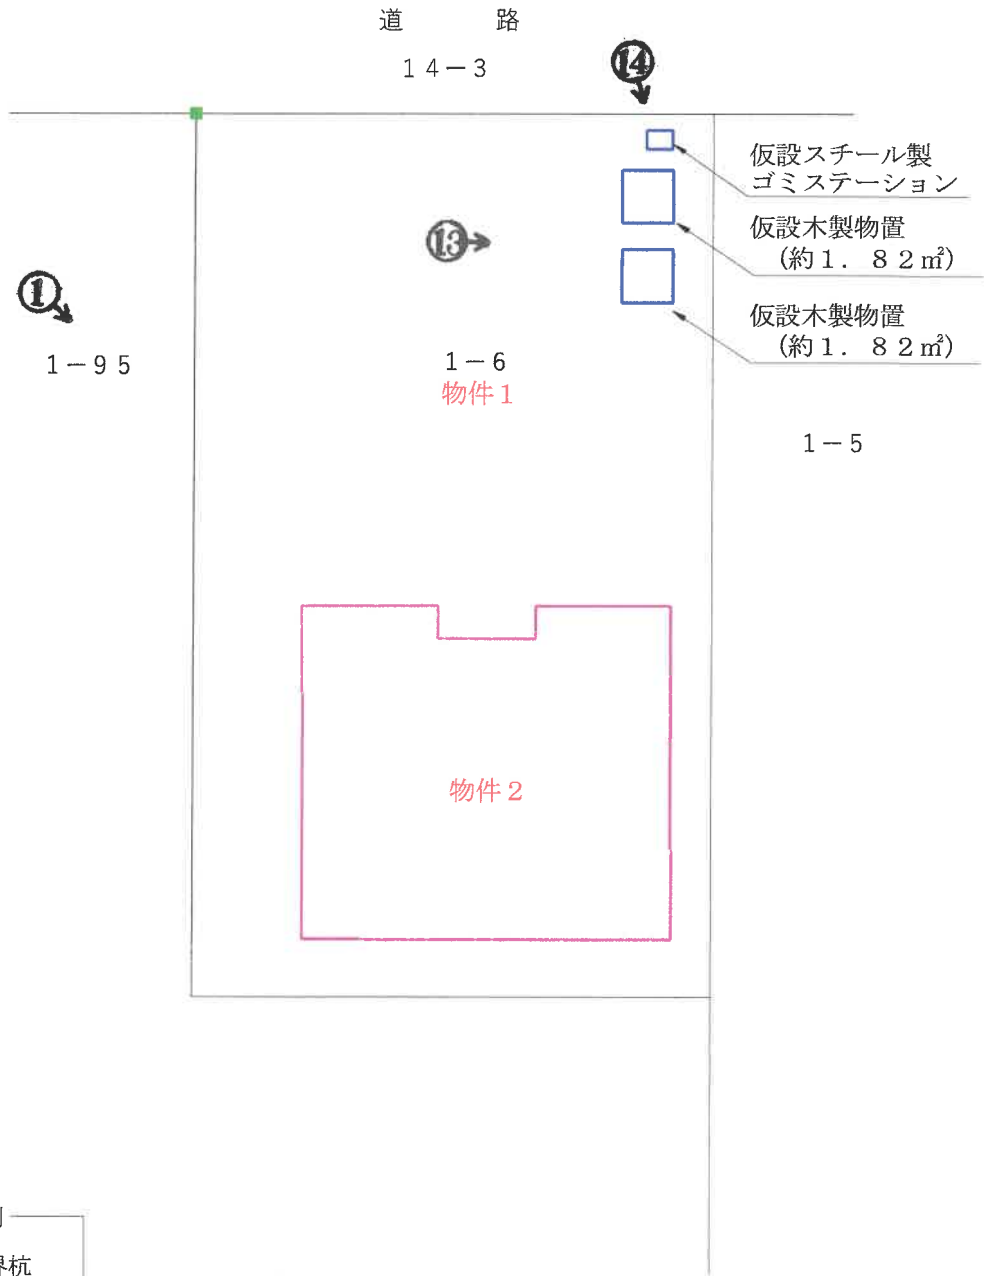 道 路
14-3
⑭
仮設スチール製
ゴミステーション
⑬
仮設木製物置
(約1．82㎡)
①
仮設木製物置
(約1．82㎡)
1-95
1-6
物件1
1-5
物件2
界杭